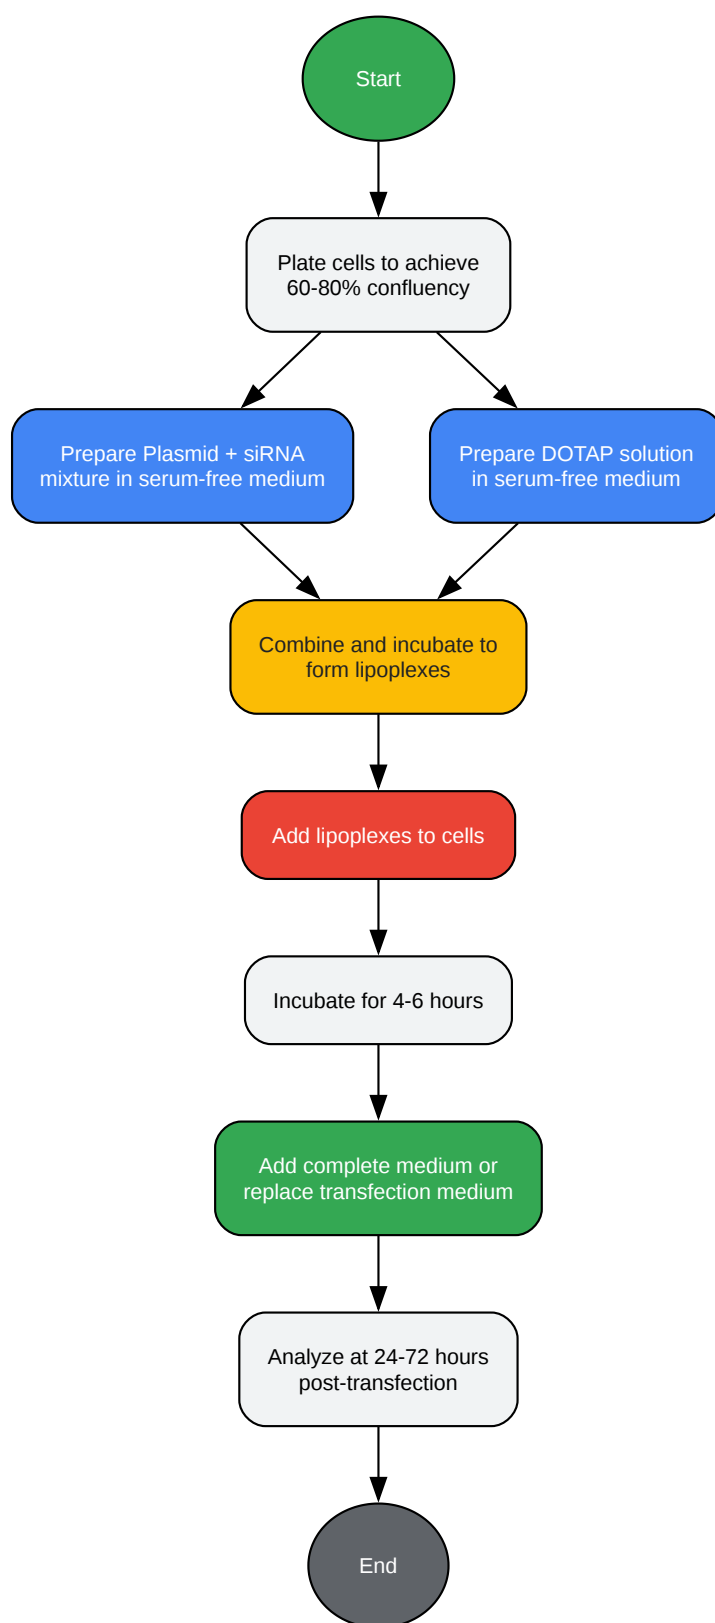 Start
Plate cells to achieve
60-80% confluency
Prepare Plasmid + siRNA
mixture in serum-free medium
Prepare DOTAP solution
in serum-free medium
Combine and incubate to
form lipoplexes
Add lipoplexes to cells
Incubate for 4-6 hours
Add complete medium or
replace transfection medium
Analyze at 24-72 hours
post-transfection
End